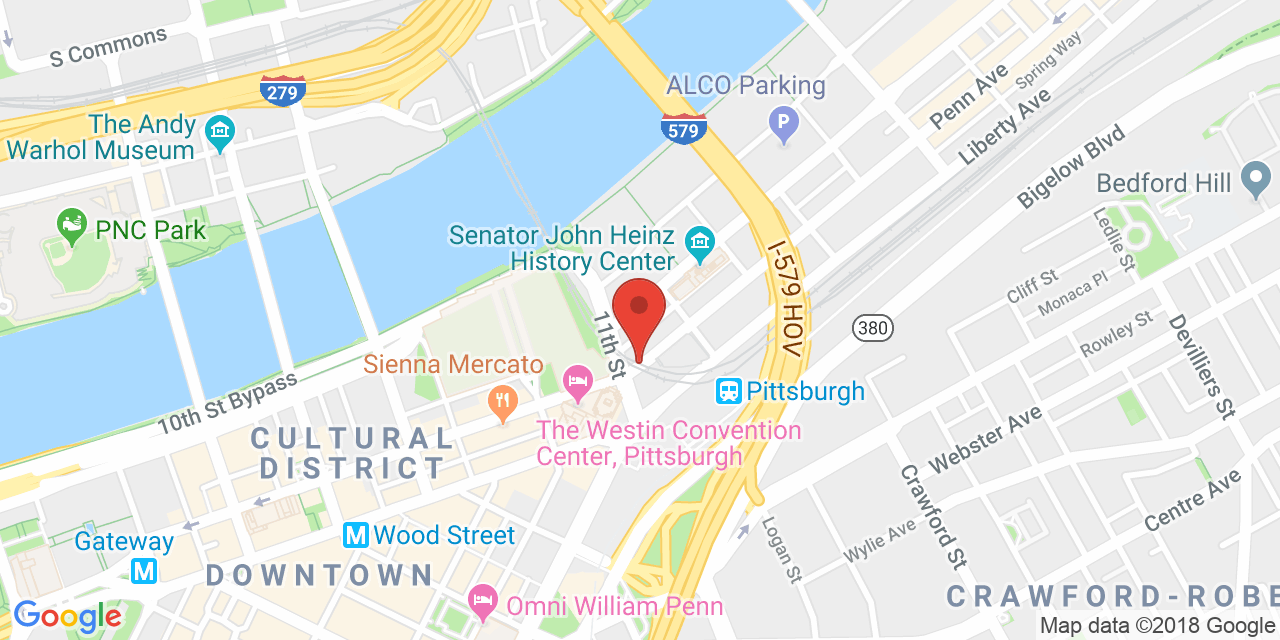 S Commons
279
The Andy
Warhol Museum
PNC Park
ALCO Parking
P
579
Penn Ave
Spring Way
Liberty Ave
Bigelow Blvd
Bedford Hill
Senator John Heinz
History Center
I-579 HOV
Ledlie St
Cliff St
Monaca Pl
Rowley St
Devilliers St
380
11th St
Sienna Mercato
10th St Bypass
Pittsburgh
The Westin Convention
Center, Pittsburgh
CULTURAL
DISTRICT
Webster Ave
Crawford St
Centre Ave
Wylie Ave
Logan St
M Wood Street
Gateway
M
DOWNTOWN
Omni William Penn
CRAWFORD-ROBE
Google
Map data ©2018 Google